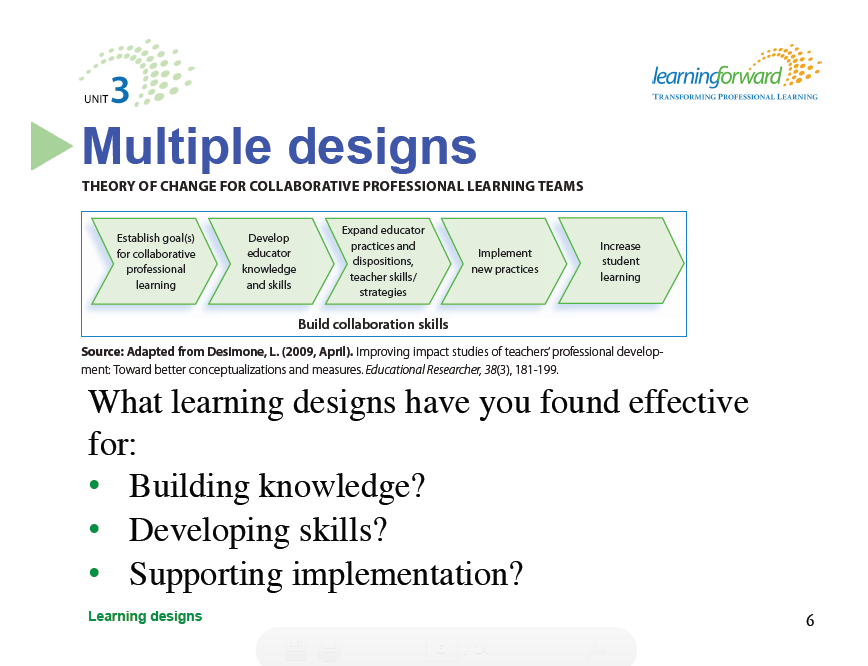 UNIT 3
learningforward
TRANSFORMING PROFESSIONAL LEARNING
Multiple designs
THEORY OF CHANGE FOR COLLABORATIVE PROFESSIONAL LEARNING TEAMS
Establish goal(s)
for collaborative
professional
learning
Develop
educator
knowledge
and skills
Expand educator
practices and
dispositions,
teacher skills/
strategies
Implement
new practices
Increase
student
learning
Build collaboration skills
Source: Adapted from Desimone, L. (2009, April). Improving impact studies of teachers' professional develop-
ment: Toward better conceptualizations and measures. Educational Researcher, 38(3), 181-199.
What learning designs have you found effective
for:
• Building knowledge?
• Developing skills?
• Supporting implementation?
Learning designs
6